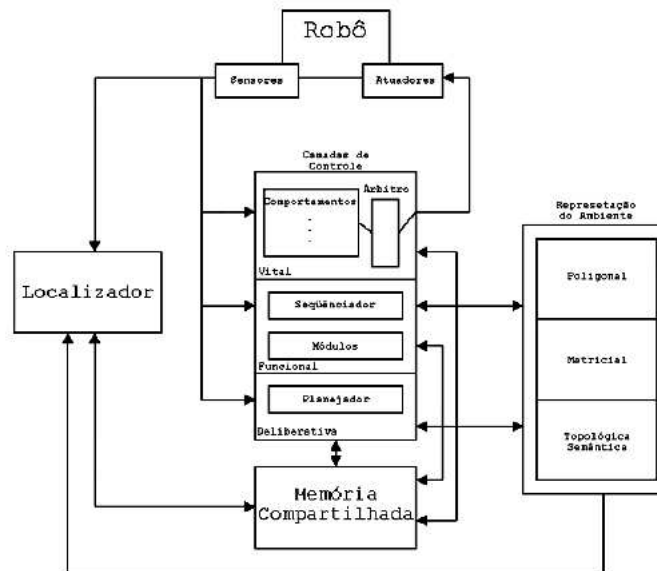 Robô
Sensores
Atuadores
Camadas de
Controle
Comportamentos
Árbitro
Vital
Seqüênciador
Módulos
Funcional
Planejador
Deliberativa
Memória
Compartilhada
Localizador
Represetação
do Ambiente
Poligonal
Matricial
Topológica
Semântica